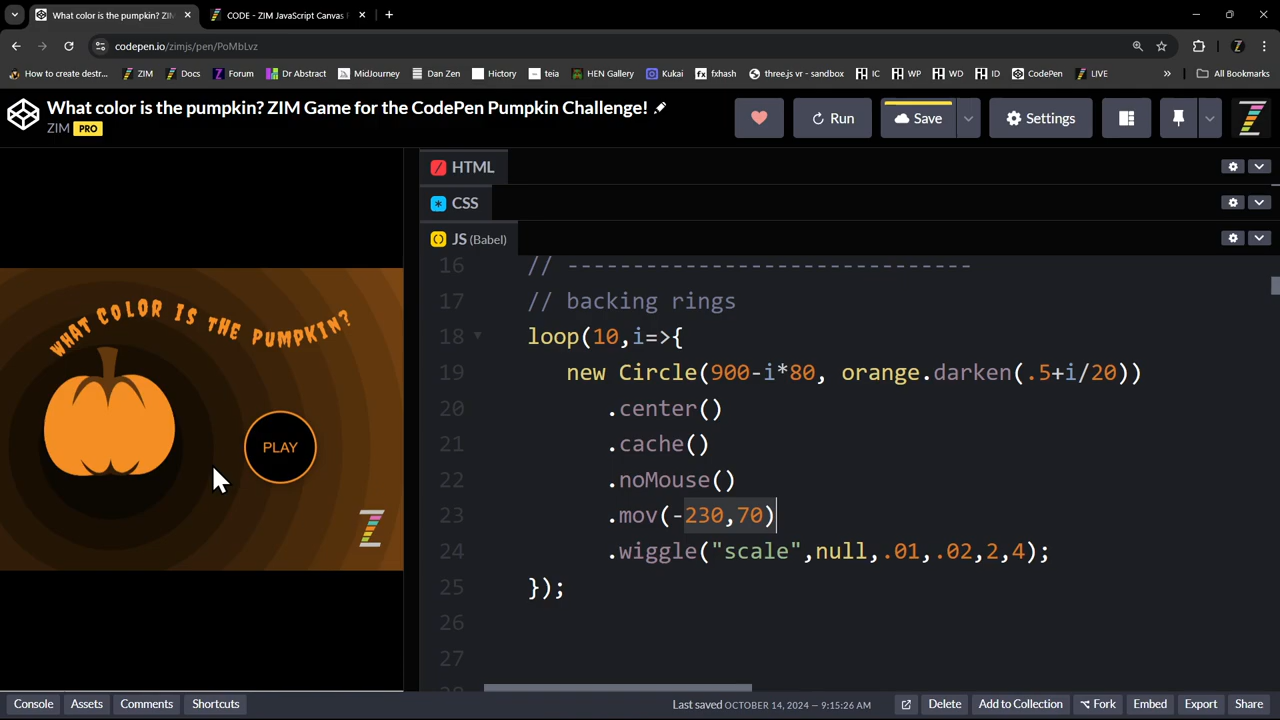 What color is the pumpkin? ZIM
CODE - ZIM JavaScript Canvas
codepen.io/zimjs/pen/PoMbLvz
How to create destr...
ZIM
Docs
Forum
Dr Abstract
MidJourney
Dan Zen
Hictory
teia
HEN Gallery
Kukai
fxhash
three.js vr - sandbox
IC
WP
WD
ID
CodePen
LIVE
»
All Bookmarks
What color is the pumpkin? ZIM Game for the CodePen Pumpkin Challenge!
ZIM PRO
Run
Save
Settings
HTML
CSS
JS (Babel)
WHAT COLOR IS THE PUMPKIN?
PLAY
16 // -------------------------------
17 // backing rings
18 loop(10,i=>{
19 new Circle(900-i*80, orange.darken(.5+i/20))
20 .center()
21 .cache()
22 .noMouse()
23 .mov(-230,70)
24 .wiggle("scale",null,.01,.02,2,4);
25 });
26
27
Console
Assets
Comments
Shortcuts
Last saved OCTOBER 14, 2024 — 9:15:26 AM
Delete
Add to Collection
Fork
Embed
Export
Share